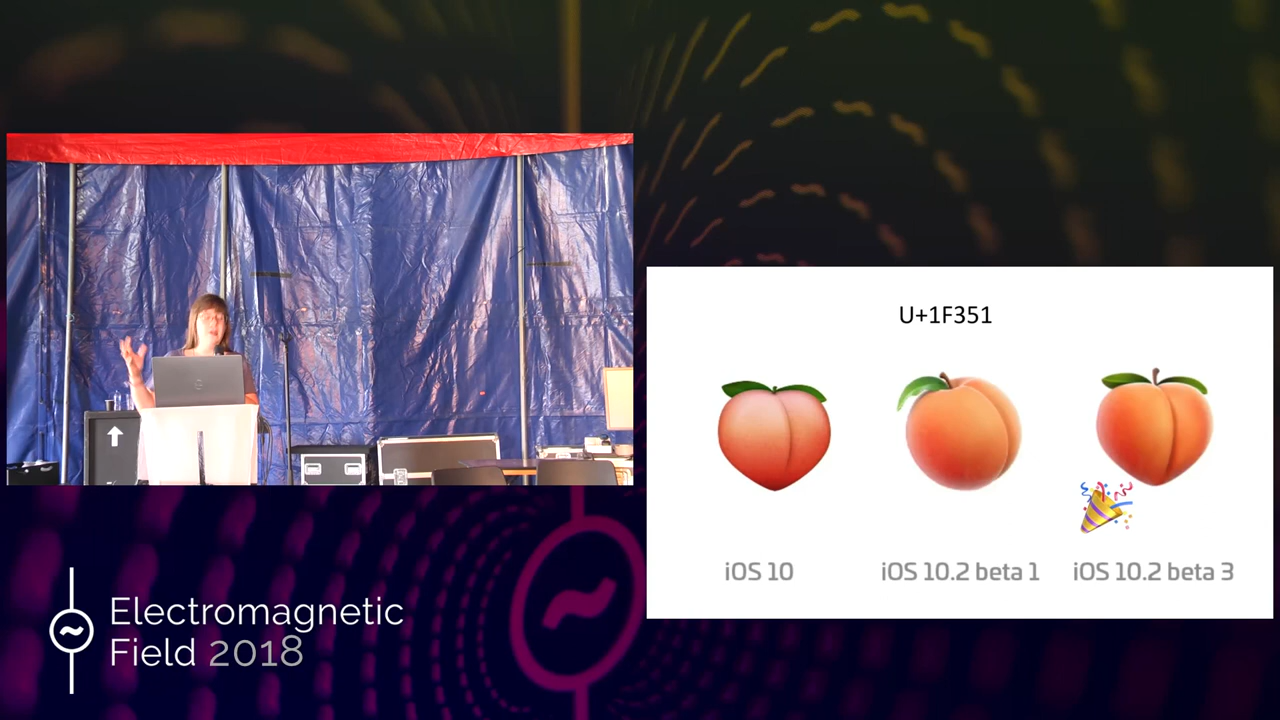 U+1F351
iOS 10
iOS 10.2 beta 1
iOS 10.2 beta 3
Electromagnetic
Field 2018